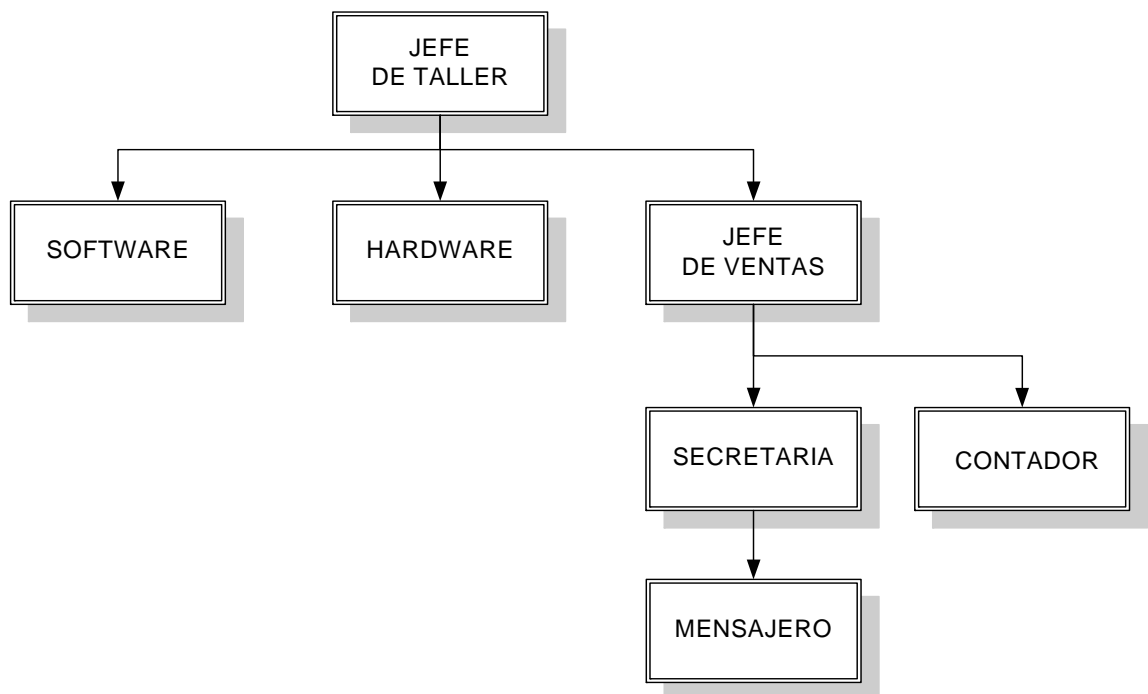 JEFE
DE TALLER
SOFTWARE
HARDWARE
JEFE
DE VENTAS
SECRETARIA
CONTADOR
MENSAJERO